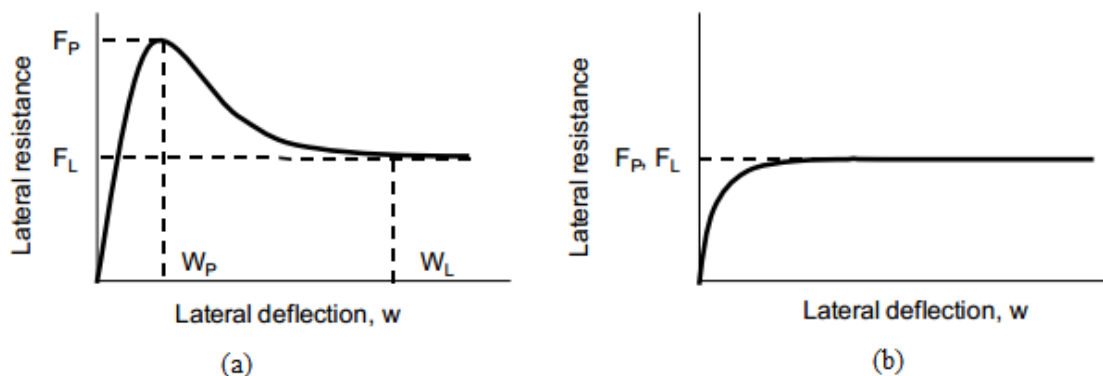 Lateral resistance
F_P
F_L
W_P
W_L
Lateral deflection, w
(a)
Lateral resistance
F_P, F_L
Lateral deflection, w
(b)